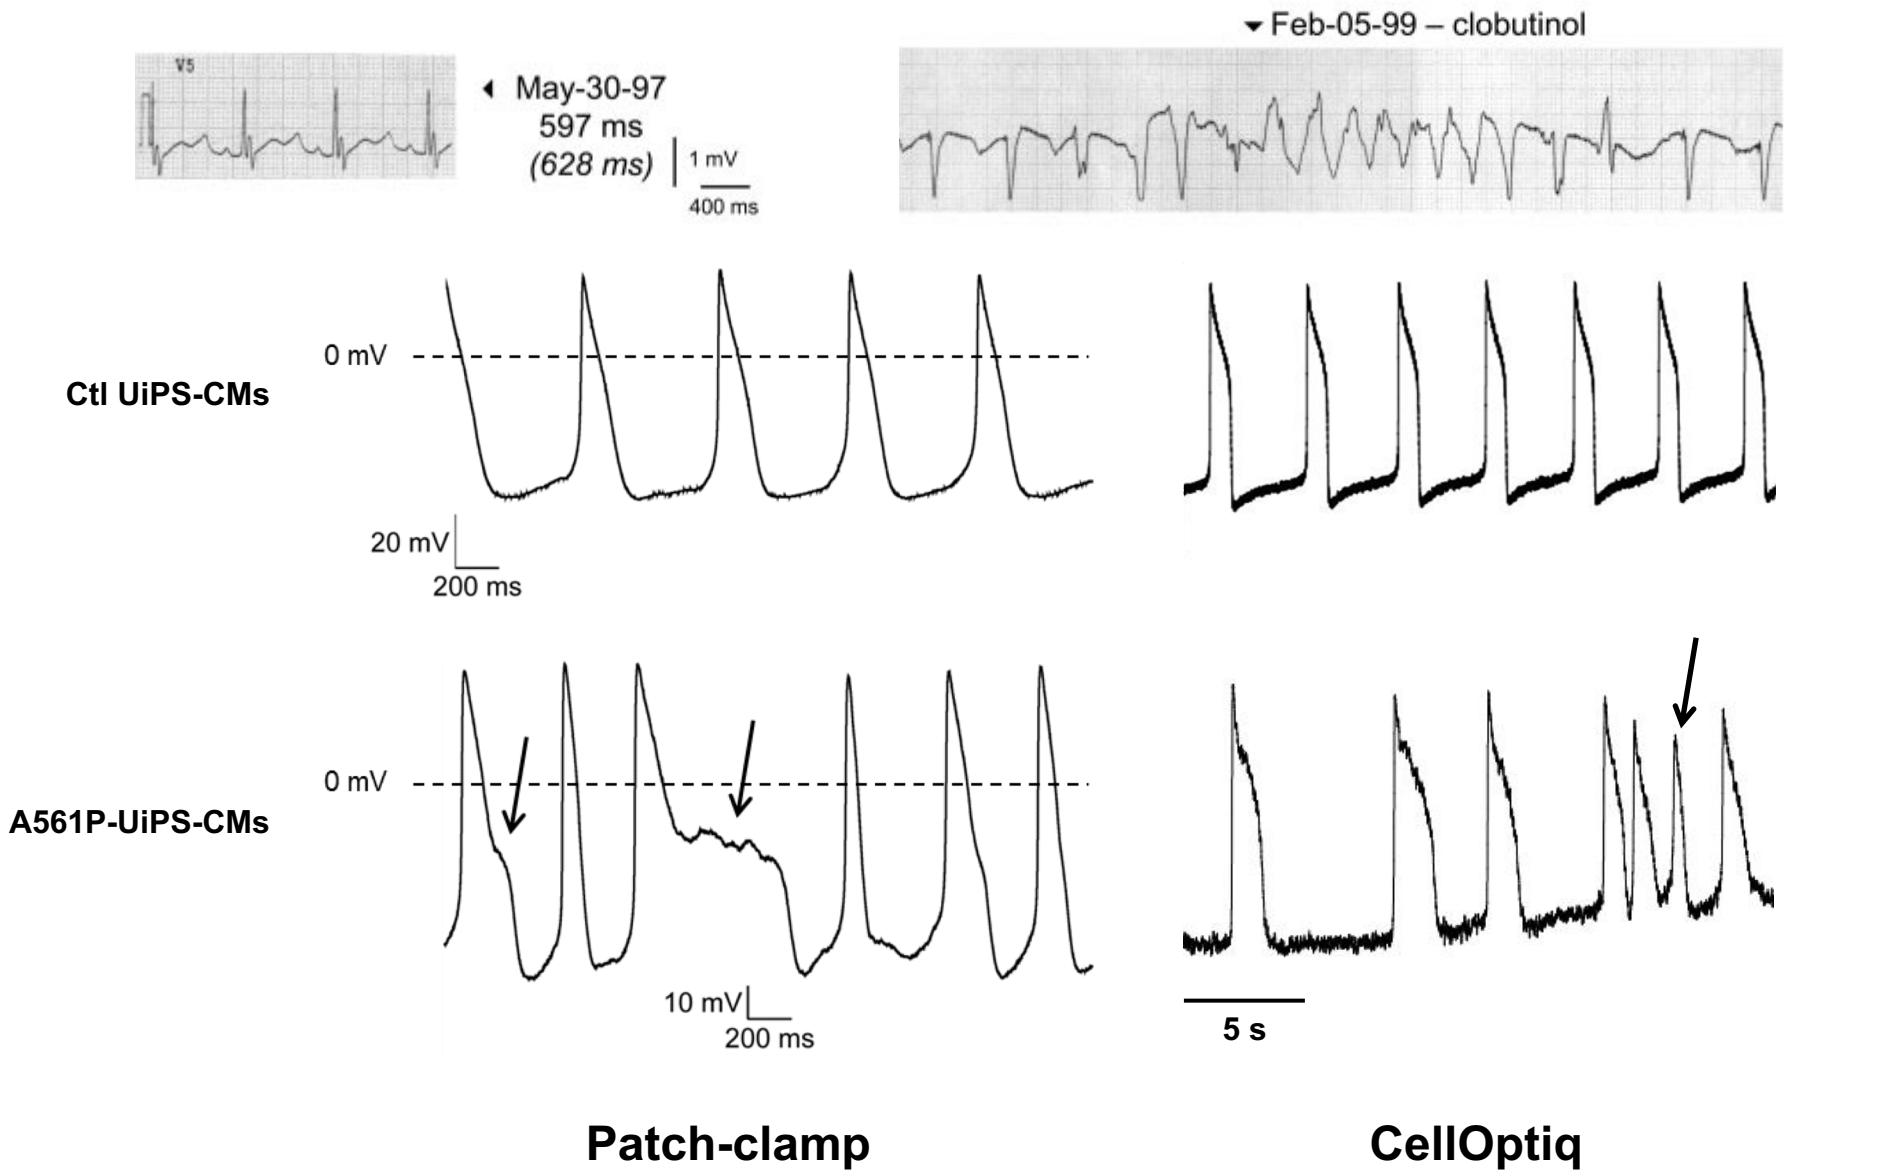 ▼ Feb-05-99 – clobutinol
V5
◀ May-30-97
597 ms
(628 ms)
1 mV
400 ms
0 mV
Ctl UiPS-CMs
20 mV
200 ms
0 mV
A561P-UiPS-CMs
10 mV
200 ms
5 s
Patch-clamp
CellOptiq